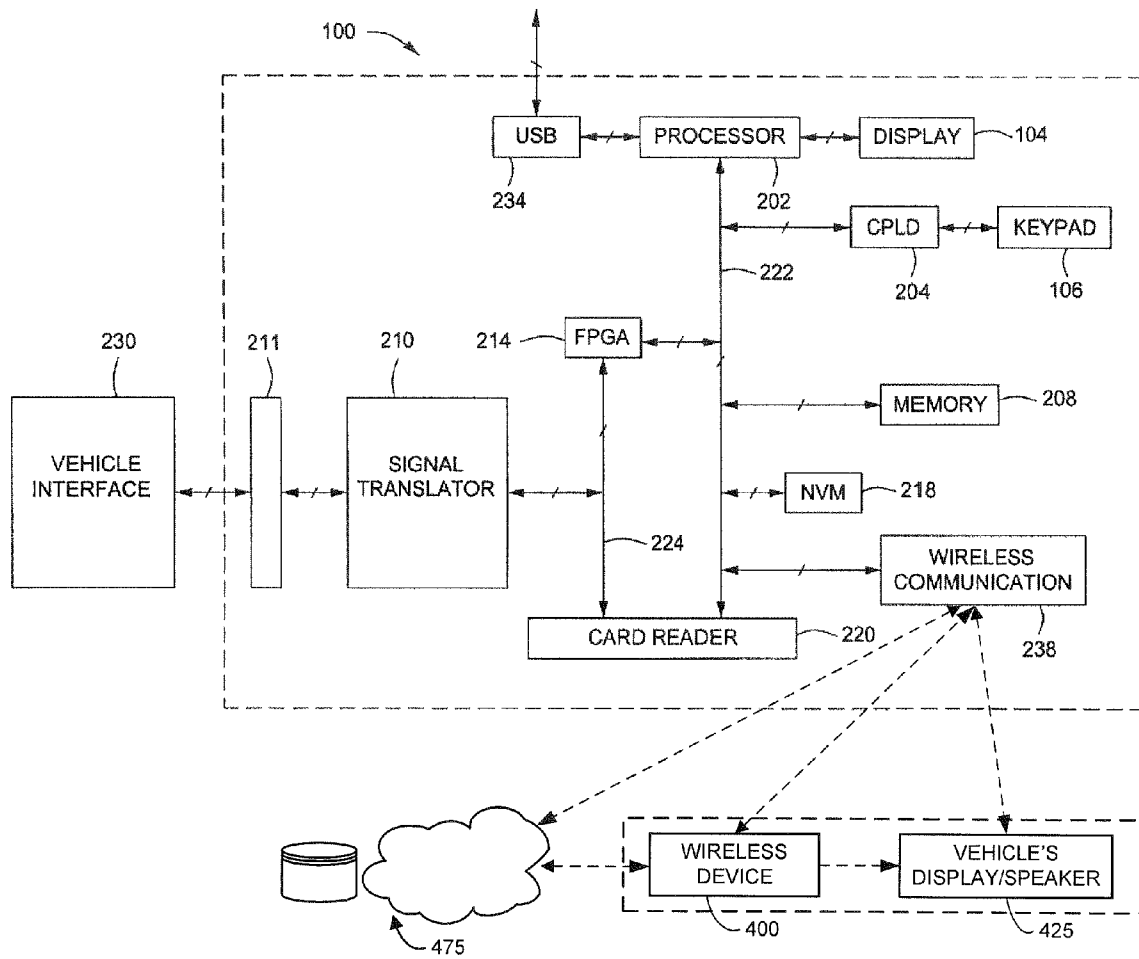 100
USB
PROCESSOR
DISPLAY
104
234
202
CPLD
KEYPAD
222
204
106
230
211
210
214
FPGA
MEMORY
208
VEHICLE
INTERFACE
SIGNAL
TRANSLATOR
NVM
218
224
WIRELESS
COMMUNICATION
CARD READER
220
238
WIRELESS
DEVICE
VEHICLE'S
DISPLAY/SPEAKER
475
400
425